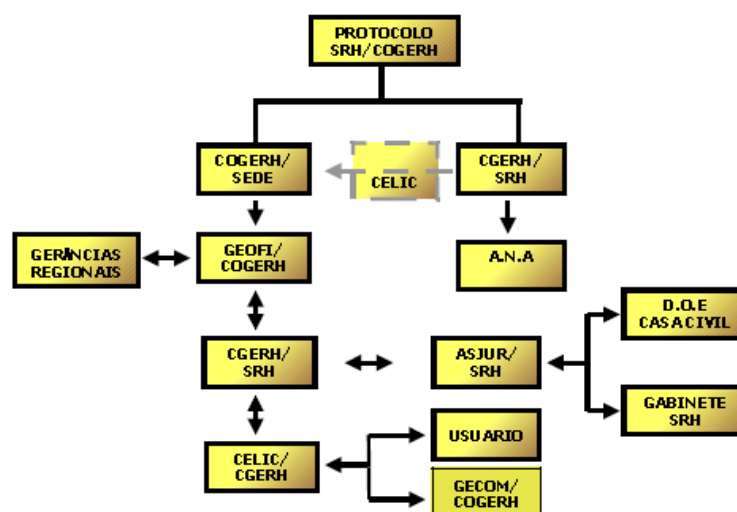 PROTOCOLO
SRH/COGERH
COGERH/
SEDE
CELIC
CGERH/
SRH
GERÊNCIAS
REGIONAIS
GEOFI/
COGERH
A.N.A
D.O.E
CASA CIVIL
CGERH/
SRH
ASJUR/
SRH
GABINETE
SRH
CELIC/
CGERH
USUARIO
GECOM/
COGERH